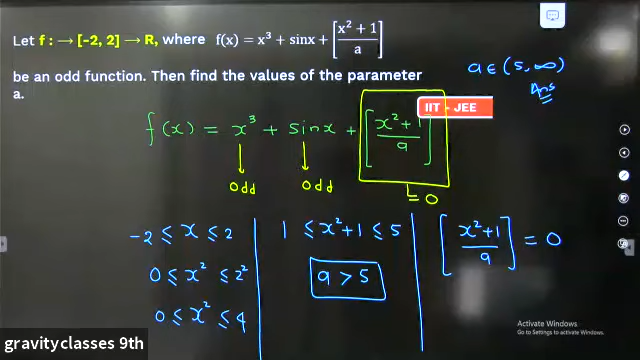 Let f : → [-2, 2] → R, where f(x) = x³ + sinx + [x² + 1 / a]
be an odd function. Then find the values of the parameter
a.
a ∈ (5, ∞)
Ans
IIT - JEE
f(x) = x³ + sinx + [x² + 1 / a]
odd odd = 0
-2 ≤ x ≤ 2
0 ≤ x² ≤ 2²
0 ≤ x² ≤ 4
1 ≤ x² + 1 ≤ 5
a > 5
[x² + 1 / a] = 0
Activate Windows
Go to Settings to activate Windows.
gravityclasses 9th